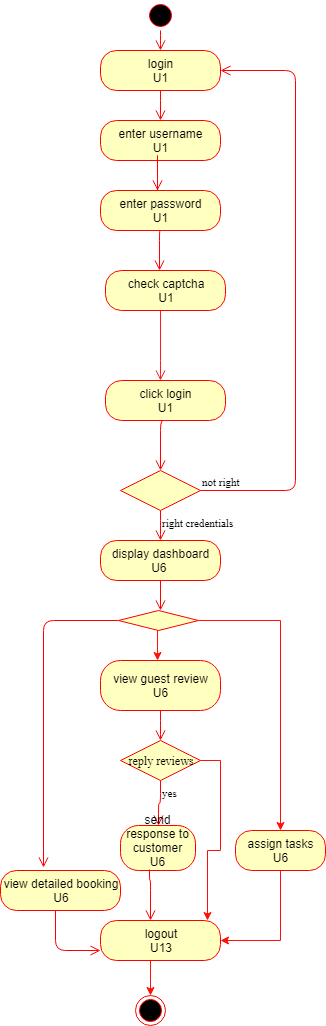 login
U1
enter username
U1
enter password
U1
check captcha
U1
click login
U1
not right
right credentials
display dashboard
U6
view guest review
U6
reply reviews
yes
send
response to
customer
U6
assign tasks
U6
view detailed booking
U6
logout
U13